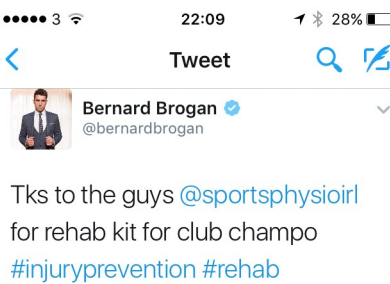 3 22:09 28%
Tweet
Bernard Brogan
@bernardbrogan
Tks to the guys @sportsphysioirl
for rehab kit for club champo
#injuryprevention #rehab